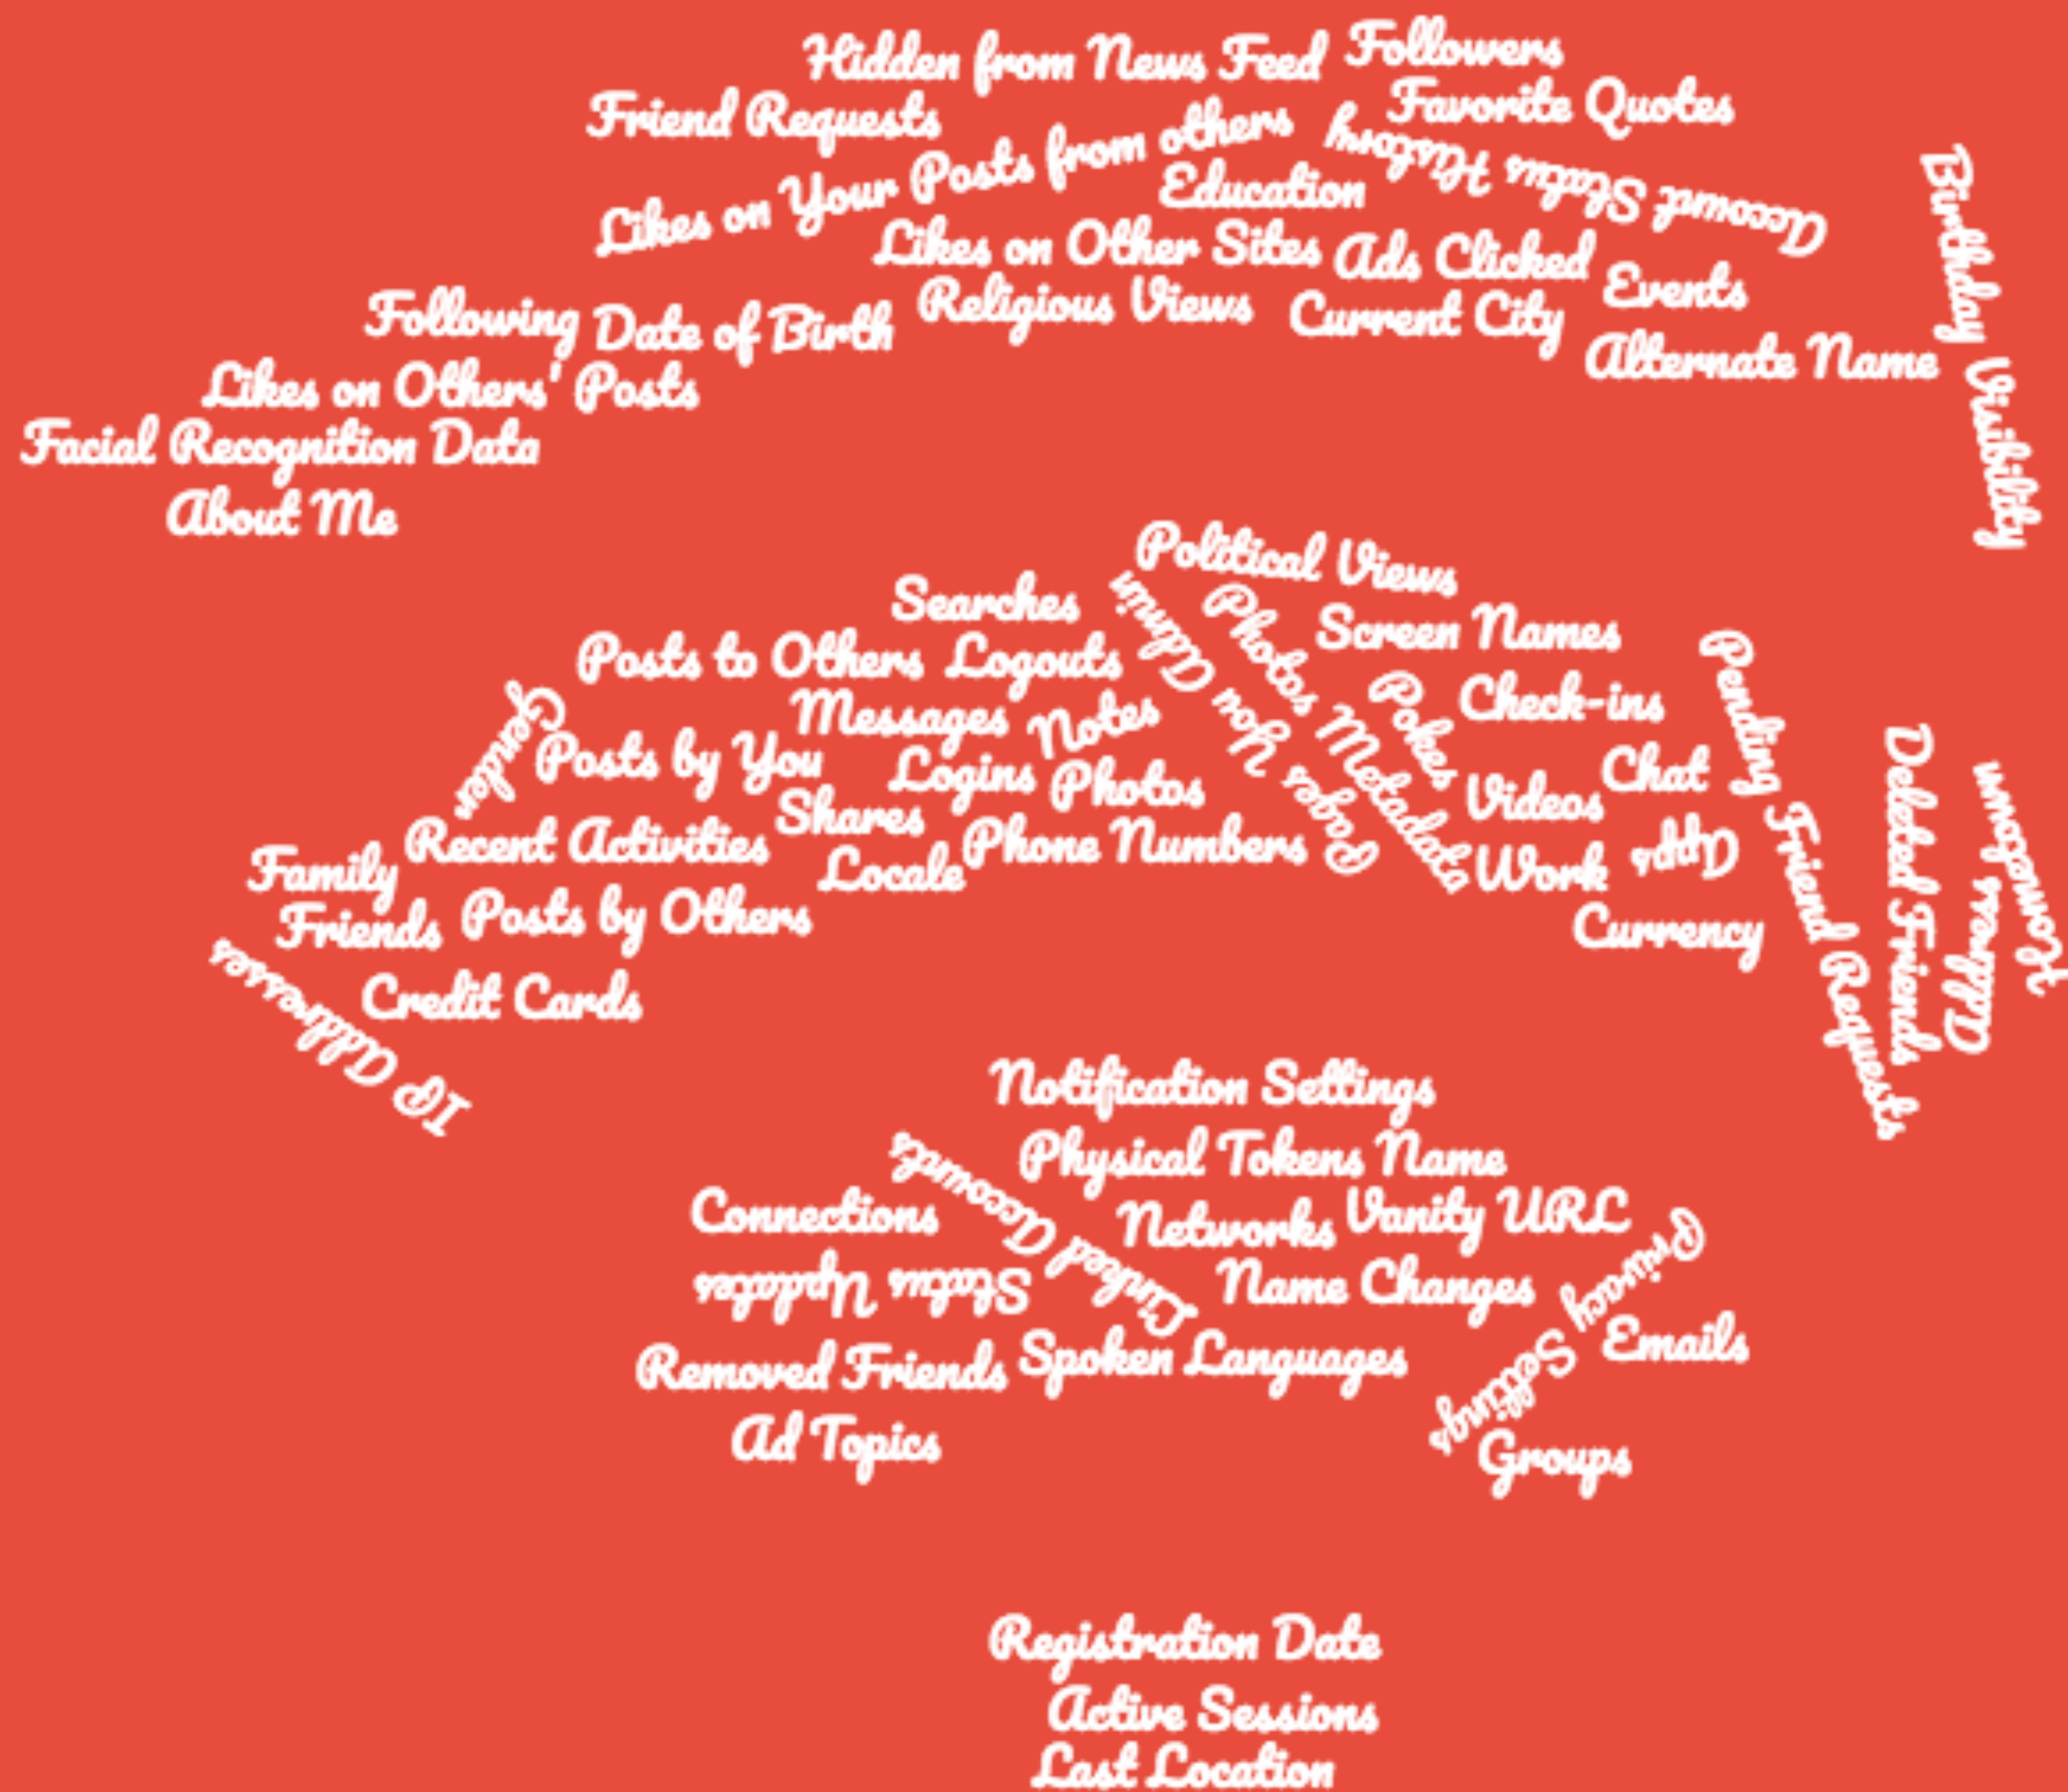 Hidden from News Feed
Followers
Friend Requests
Favorite Quotes
Likes on Your Posts from others
Account Status History
Education
Birthday Visibility
Likes on Other Sites
Ads Clicked
Events
Following
Date of Birth
Religious Views
Current City
Alternate Name
Likes on Others' Posts
Facial Recognition Data
About Me
Political Views
Searches
Pages You Admin
Photos Metadata
Screen Names
Posts to Others
Logouts
Pending Friend Requests
Gender
Messages
Notes
Pokes
Check-ins
Posts by You
Logins
Photos
Videos
Chat
Deleted Friends
Address
Hometown
Shares
Recent Activities
Phone Numbers
Work
Apps
Family
Locale
Friends
Posts by Others
Currency
IP Addresses
Credit Cards
Notification Settings
Physical Tokens
Name
Linked Accounts
Connections
Networks
Vanity URL
Privacy Settings
Status Updates
Name Changes
Emails
Removed Friends
Spoken Languages
Ad Topics
Groups
Registration Date
Active Sessions
Last Location